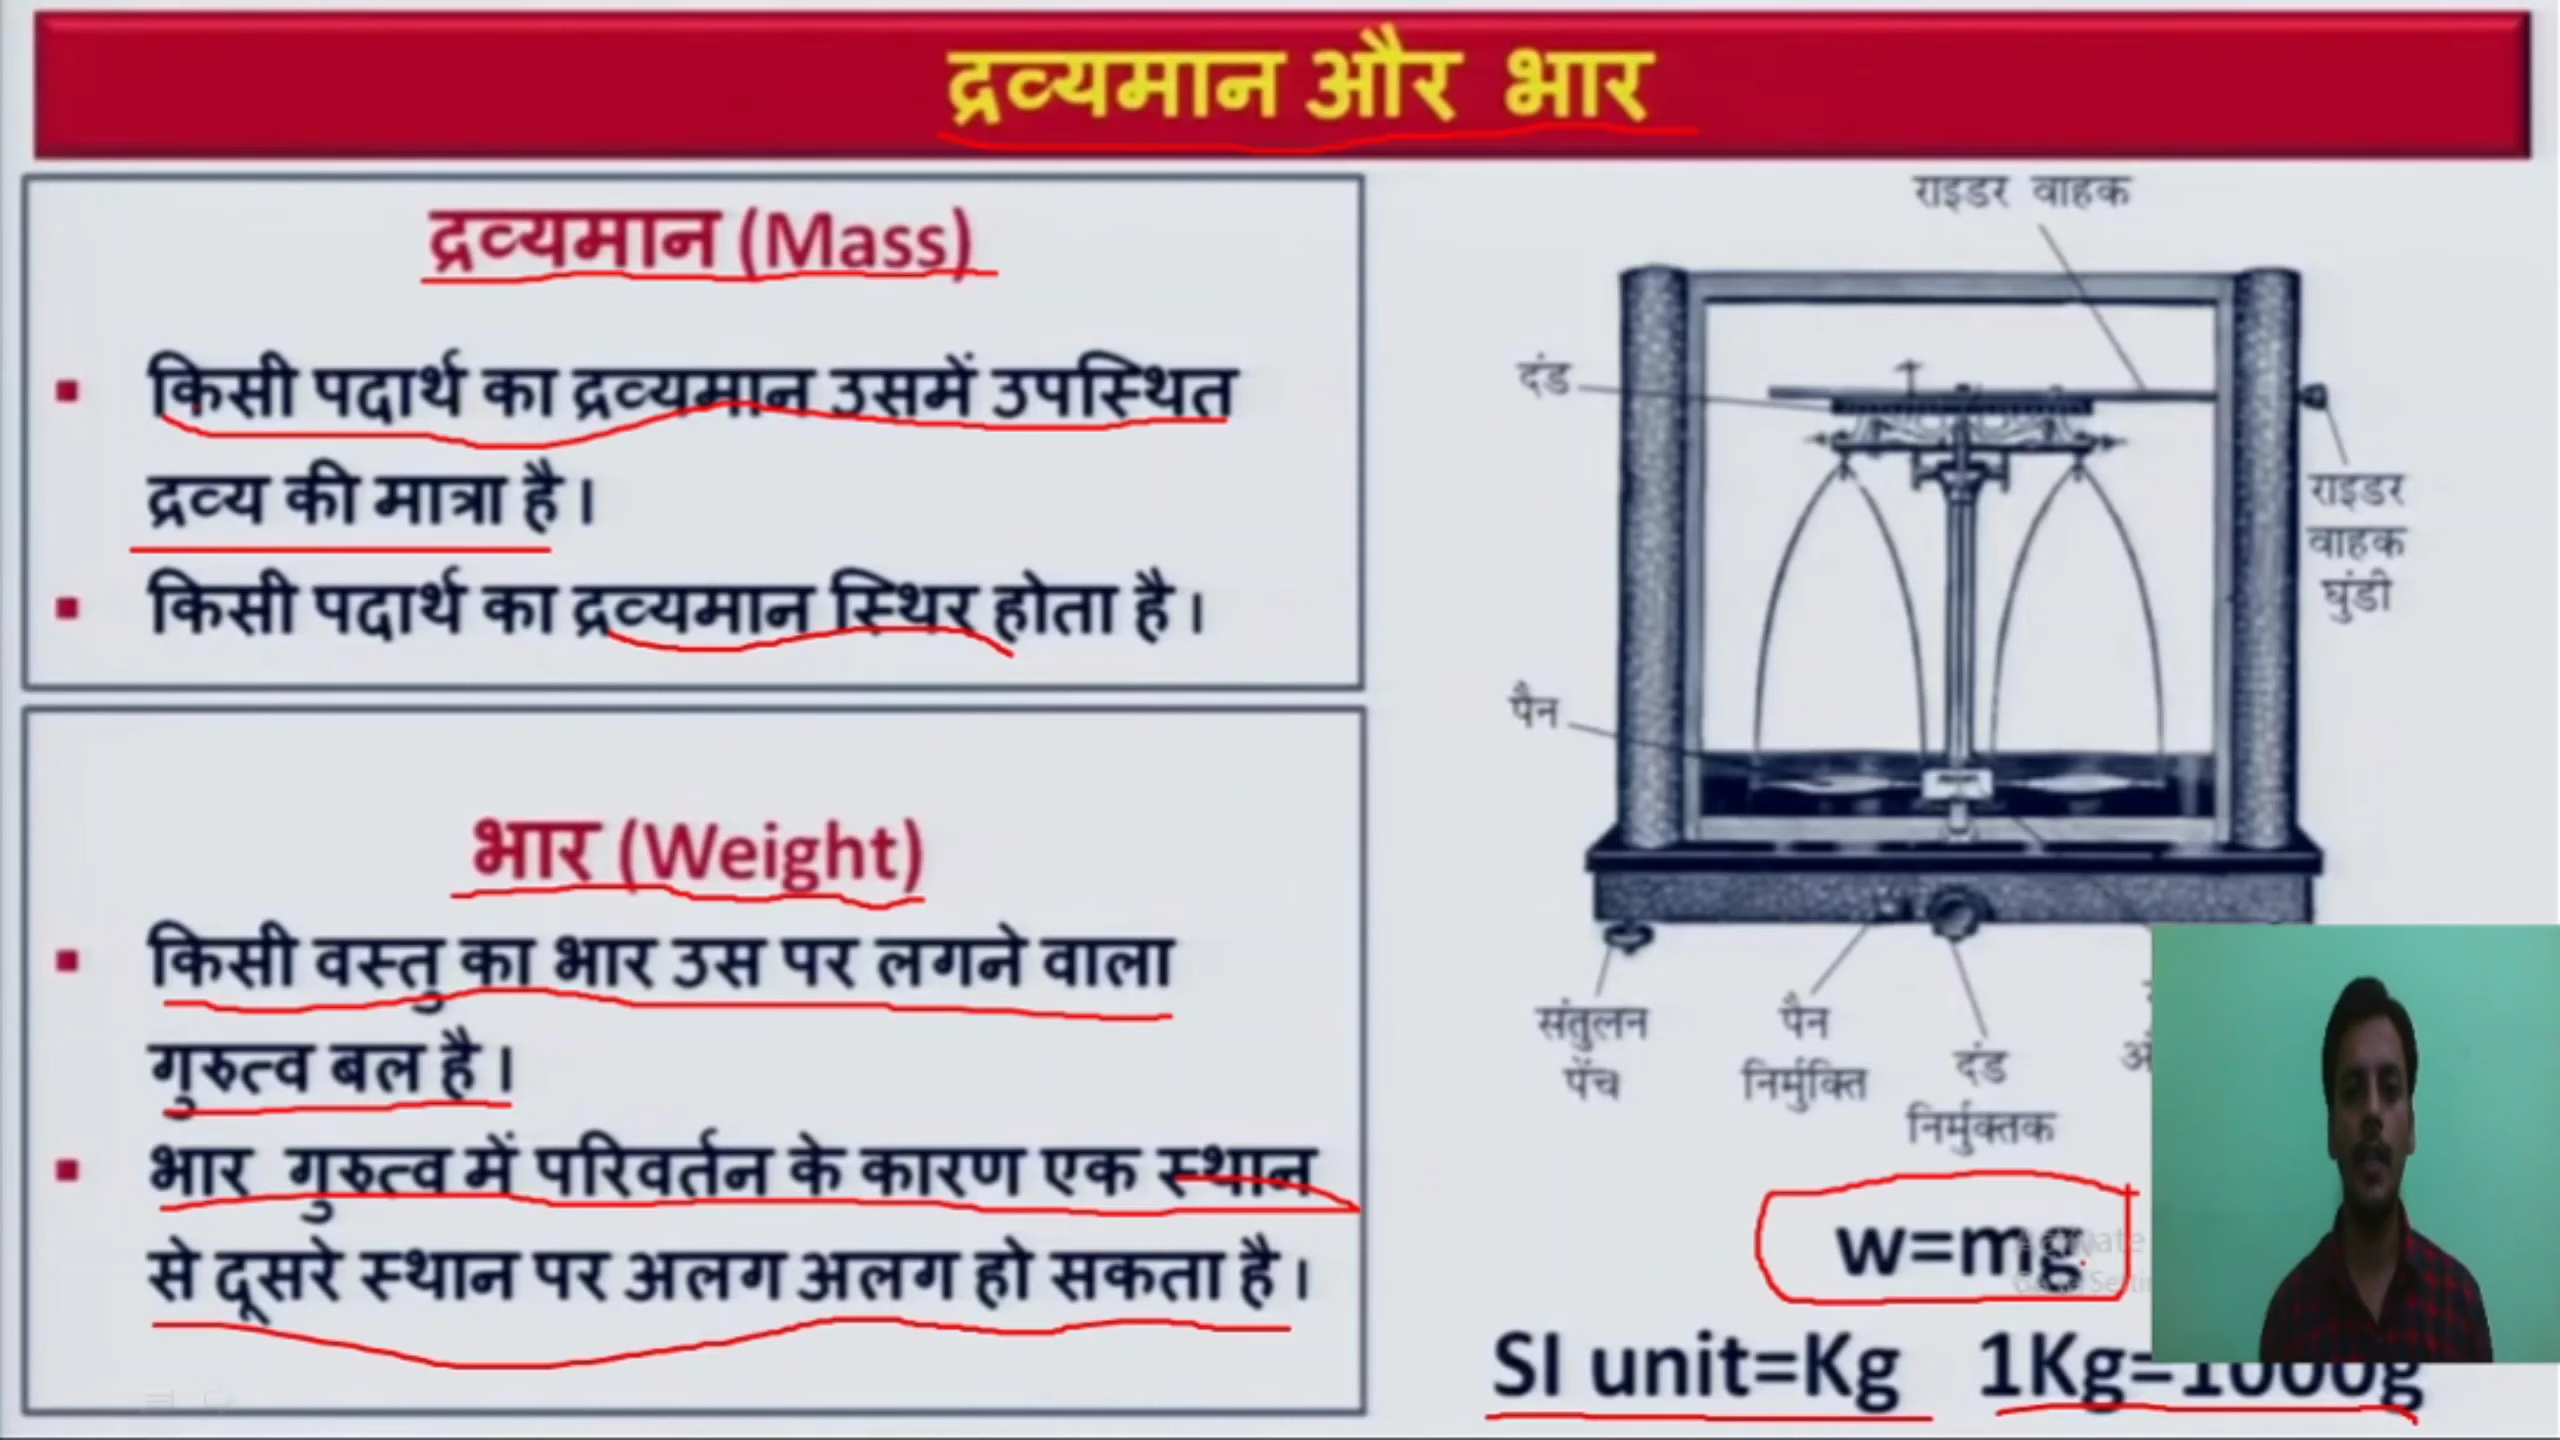 द्रव्यमान और भार
द्रव्यमान (Mass)
किसी पदार्थ का द्रव्यमान उसमें उपस्थित
द्रव्य की मात्रा है।
किसी पदार्थ का द्रव्यमान स्थिर होता है।
भार (Weight)
किसी वस्तु का भार उस पर लगने वाला
गुरुत्व बल है।
भार गुरुत्व में परिवर्तन के कारण एक स्थान
से दूसरे स्थान पर अलग अलग हो सकता है।
राइडर वाहक
दंड
राइडर
वाहक
घुंडी
पैन
संतुलन
पेंच
पैन
निर्मुक्ति
दंड
निर्मुक्तक
w=mg
SI unit=Kg 1Kg=1000g